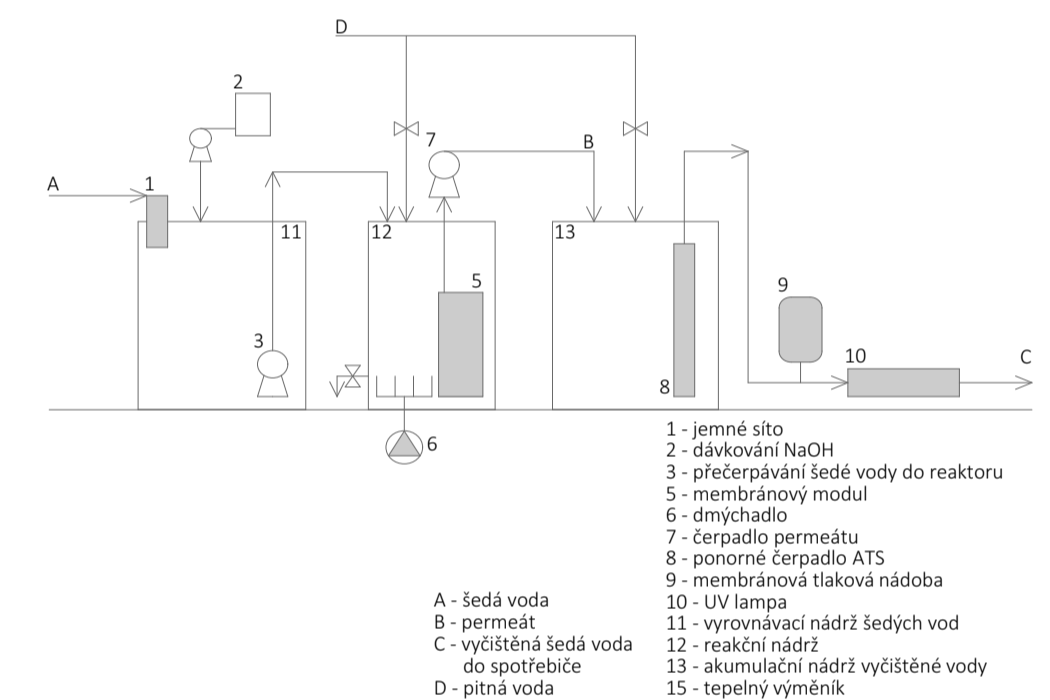 D
2
7
B
A
1
11
12
13
5
9
3
10
C
8
6
1 - jemné síto
2 - dávkování NaOH
3 - přečerpávání šedé vody do reaktoru
5 - membránový modul
6 - dmýchadlo
7 - čerpadlo permeátu
8 - ponorné čerpadlo ATS
9 - membránová tlaková nádoba
10 - UV lampa
11 - vyrovnávací nádrž šedých vod
12 - reakční nádrž
13 - akumulační nádrž vyčištěné vody
15 - tepelný výměník
A - šedá voda
B - permeát
C - vyčištěná šedá voda
do spotřebiče
D - pitná voda